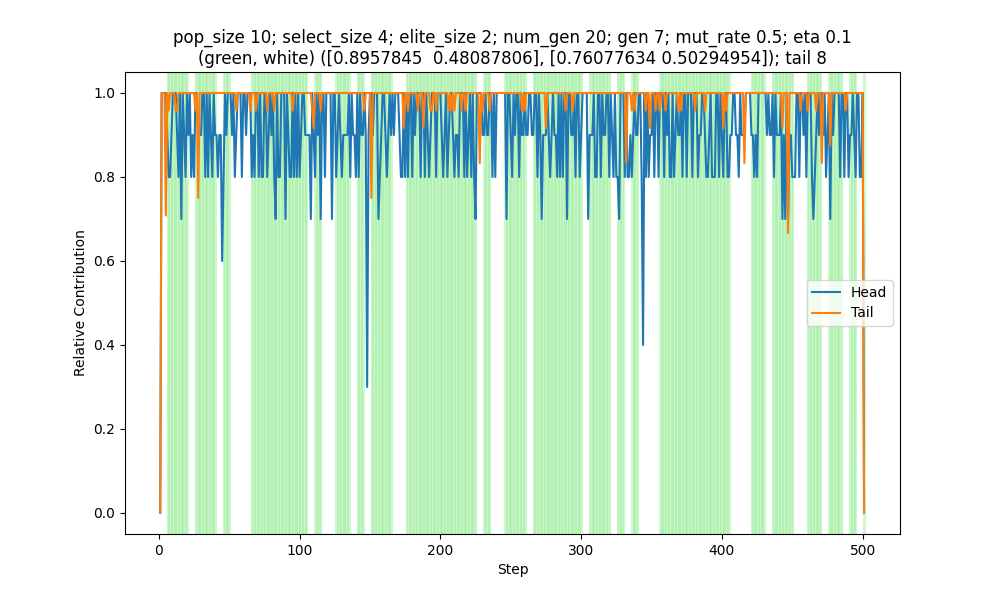 pop_size 10; select_size 4; elite_size 2; num_gen 20; gen 7; mut_rate 0.5; eta 0.1
(green, white) ([0.8957845  0.48087806], [0.76077634 0.50294954]); tail 8
1.0
0.8
0.6
0.4
0.2
0.0
Relative Contribution
Head
Tail
0
100
200
300
400
500
Step